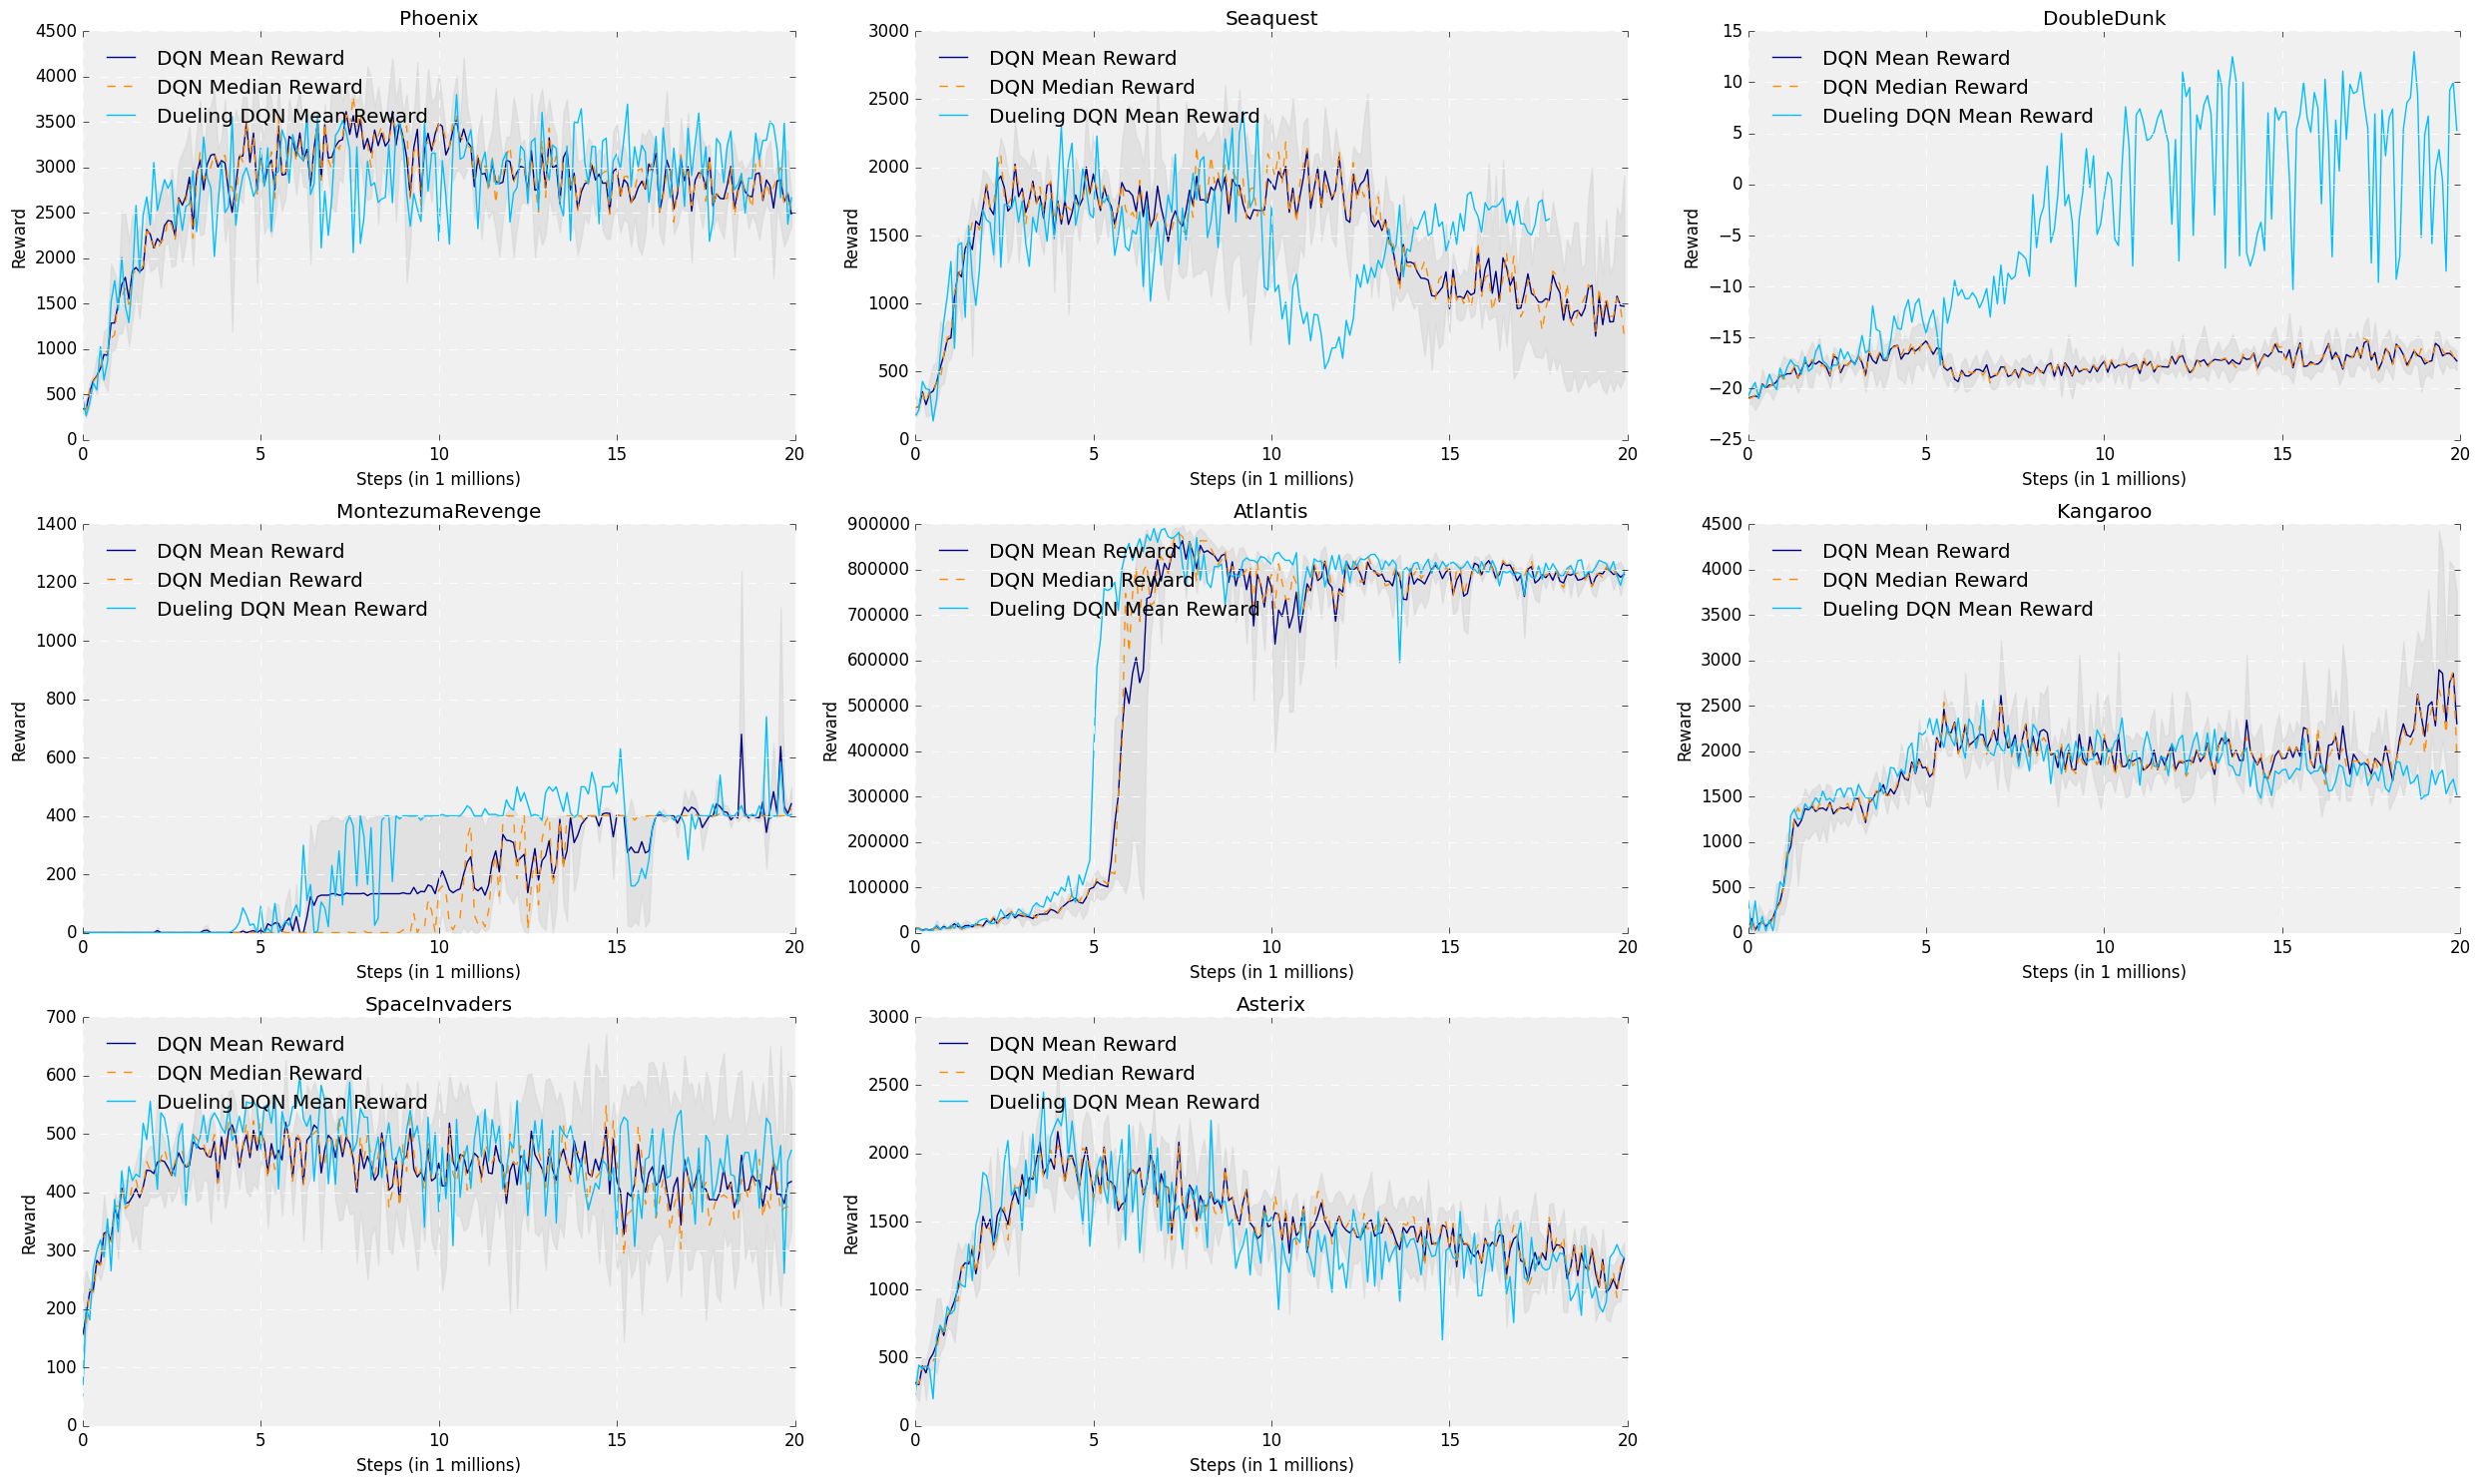 Phoenix
4500
4000
3500
3000
2500
2000
1500
1000
500
0
Reward
DQN Mean Reward
DQN Median Reward
Dueling DQN Mean Reward
0 5 10 15 20
Steps (in 1 millions)
Seaquest
3000
2500
2000
1500
1000
500
0
Reward
DQN Mean Reward
DQN Median Reward
Dueling DQN Mean Reward
0 5 10 15 20
Steps (in 1 millions)
DoubleDunk
15
10
5
0
−5
−10
−15
−20
−25
Reward
DQN Mean Reward
DQN Median Reward
Dueling DQN Mean Reward
0 5 10 15 20
Steps (in 1 millions)
MontezumaRevenge
1400
1200
1000
800
600
400
200
0
Reward
DQN Mean Reward
DQN Median Reward
Dueling DQN Mean Reward
0 5 10 15 20
Steps (in 1 millions)
Atlantis
900000
800000
700000
600000
500000
400000
300000
200000
100000
0
Reward
DQN Mean Reward
DQN Median Reward
Dueling DQN Mean Reward
0 5 10 15 20
Steps (in 1 millions)
Kangaroo
4500
4000
3500
3000
2500
2000
1500
1000
500
0
Reward
DQN Mean Reward
DQN Median Reward
Dueling DQN Mean Reward
0 5 10 15 20
Steps (in 1 millions)
SpaceInvaders
700
600
500
400
300
200
100
0
Reward
DQN Mean Reward
DQN Median Reward
Dueling DQN Mean Reward
0 5 10 15 20
Steps (in 1 millions)
Asterix
3000
2500
2000
1500
1000
500
0
Reward
DQN Mean Reward
DQN Median Reward
Dueling DQN Mean Reward
0 5 10 15 20
Steps (in 1 millions)